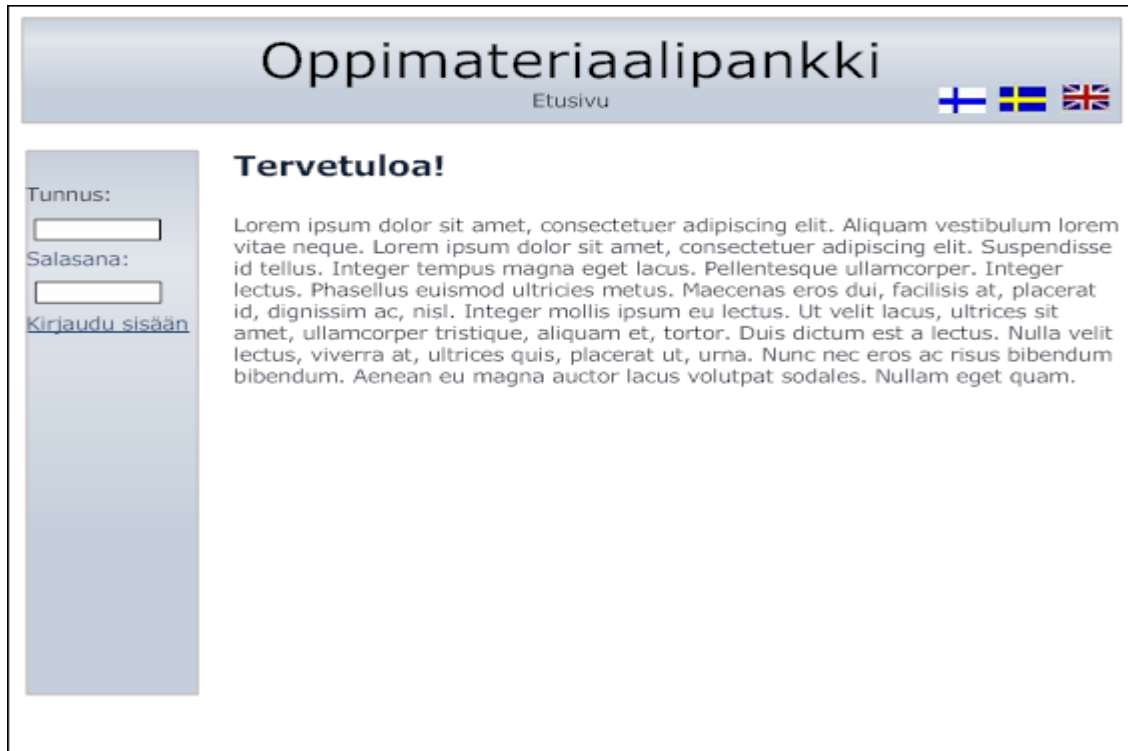 Oppimateriaalipankki
Etusivu
Tunnus:
Salasana:
Kirjaudu sisään
Tervetuloa!
Lorem ipsum dolor sit amet, consectetuer adipiscing elit. Aliquam vestibulum lorem
vitae neque. Lorem ipsum dolor sit amet, consectetuer adipiscing elit. Suspendisse
id tellus. Integer tempus magna eget lacus. Pellentesque ullamcorper. Integer
lectus. Phasellus euismod ultricies metus. Maecenas eros dui, facilisis at, placerat
id, dignissim ac, nisl. Integer mollis ipsum eu lectus. Ut velit lacus, ultrices sit
amet, ullamcorper tristique, aliquam et, tortor. Duis dictum est a lectus. Nulla velit
lectus, viverra at, ultrices quis, placerat ut, urna. Nunc nec eros ac risus bibendum
bibendum. Aenean eu magna auctor lacus volutpat sodales. Nullam eget quam.